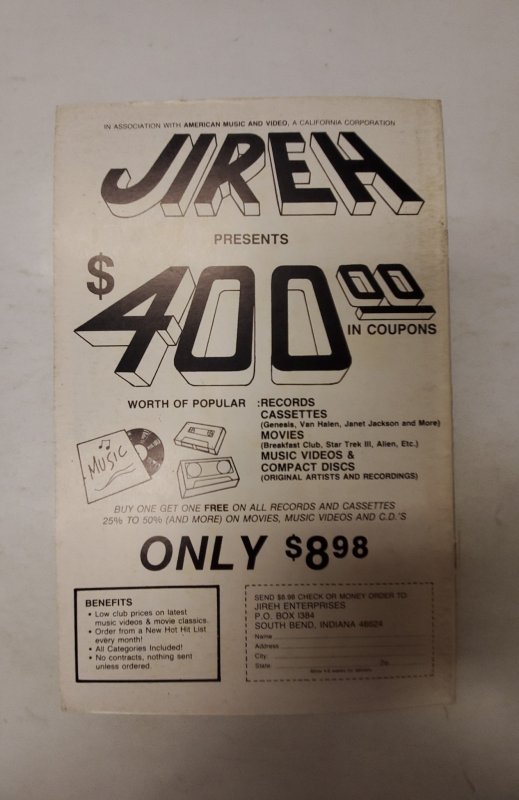 IN ASSOCIATION WITH AMERICAN MUSIC AND VIDEO, A CALIFORNIA CORPORATION
JIREH
PRESENTS
$400.00
IN COUPONS
WORTH OF POPULAR :RECORDS
CASSETTES
(Genesis, Van Halen, Janet Jackson and More)
MOVIES
(Breakfast Club, Star Trek III, Alien, Etc.)
MUSIC VIDEOS &
COMPACT DISCS
(ORIGINAL ARTISTS AND RECORDINGS)
MUSIC
BUY ONE GET ONE FREE ON ALL RECORDS AND CASSETTES
25% TO 50% (AND MORE) ON MOVIES, MUSIC VIDEOS AND C.D.'S
ONLY $8.98
BENEFITS
• Low club prices on latest
music videos & movie classics.
• Order from a New Hot Hit List
every month!
• All Categories Included!
• No contracts, nothing sent
unless ordered.
SEND $8.98 CHECK OR MONEY ORDER TO:
JIREH ENTERPRISES
P.O. BOX 1384
SOUTH BEND, INDIANA 46624
Name
Address
City
State Zip